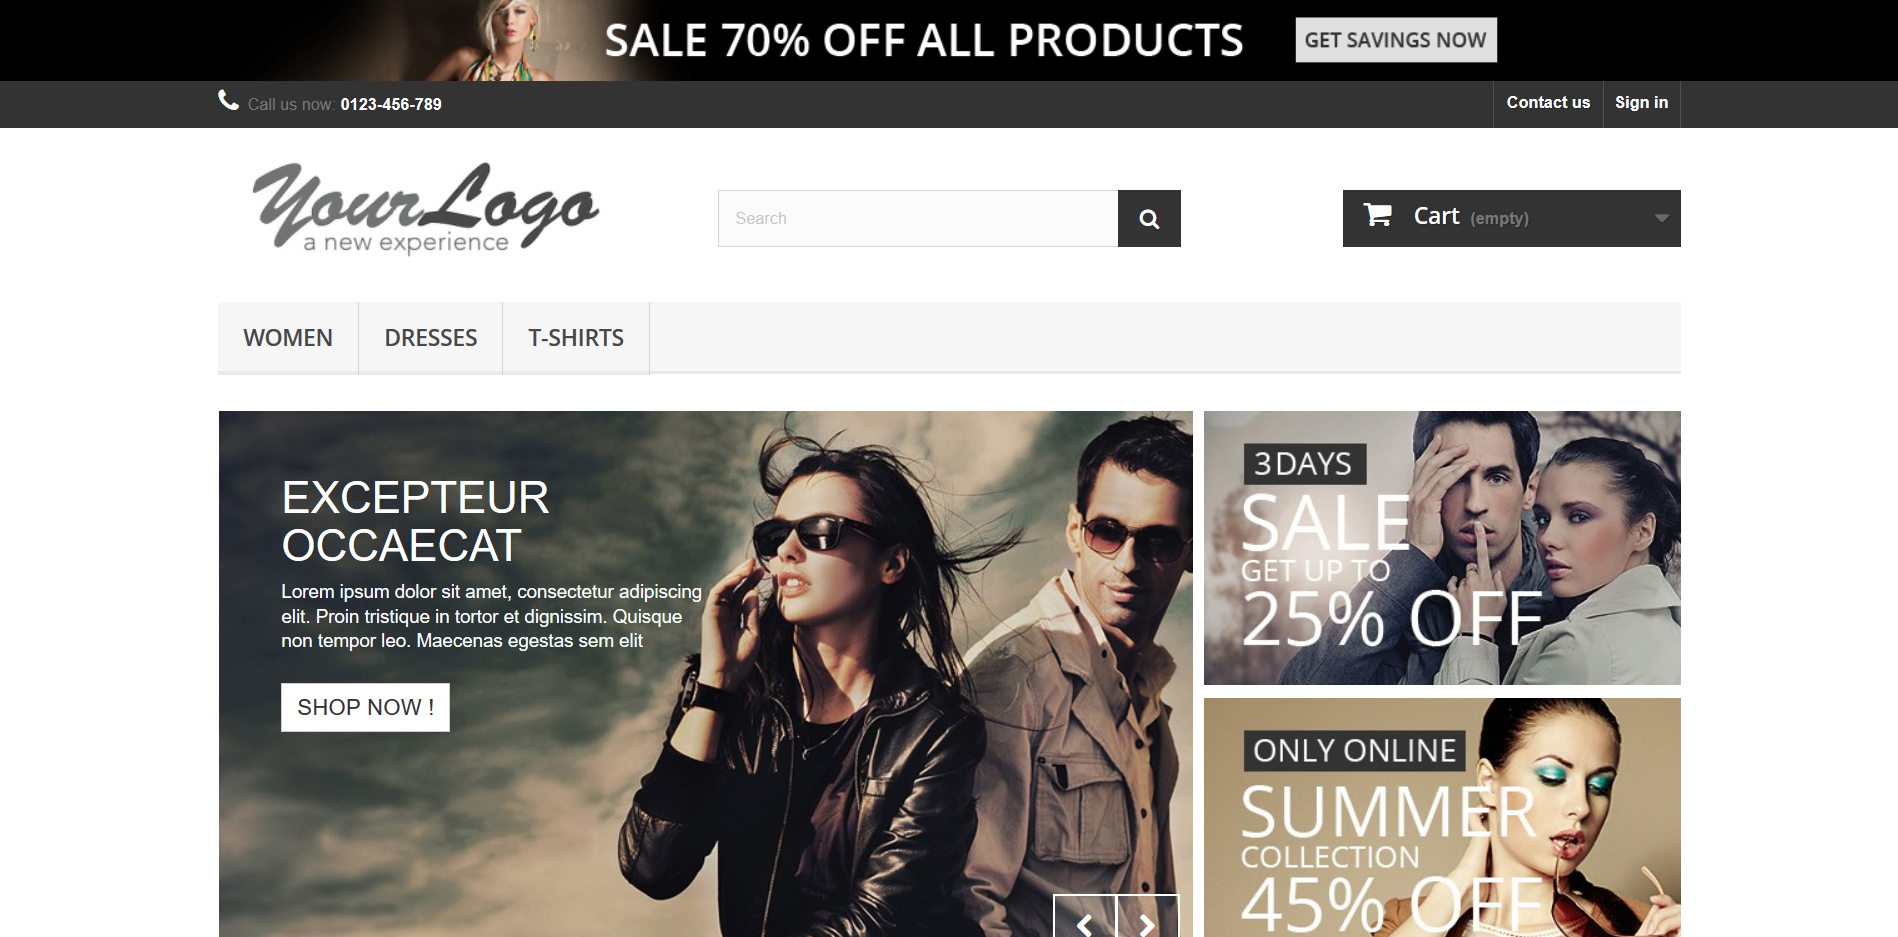 SALE 70% OFF ALL PRODUCTS
GET SAVINGS NOW
Call us now: 0123-456-789
Contact us
Sign in
YourLogo
a new experience
Search
Cart (empty)
WOMEN
DRESSES
T-SHIRTS
EXCEPTEUR
OCCAECAT
Lorem ipsum dolor sit amet, consectetur adipiscing
elit. Proin tristique in tortor et dignissim. Quisque
non tempor leo. Maecenas egestas sem elit
SHOP NOW !
3 DAYS
SALE
GET UP TO
25% OFF
ONLY ONLINE
SUMMER
COLLECTION
45% OFF